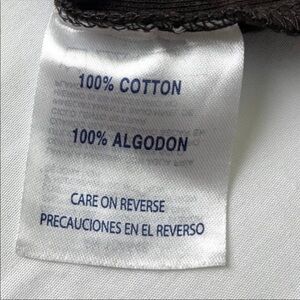 100% COTTON
100% ALGODON
CARE ON REVERSE
PRECAUCIONES EN EL REVERSO